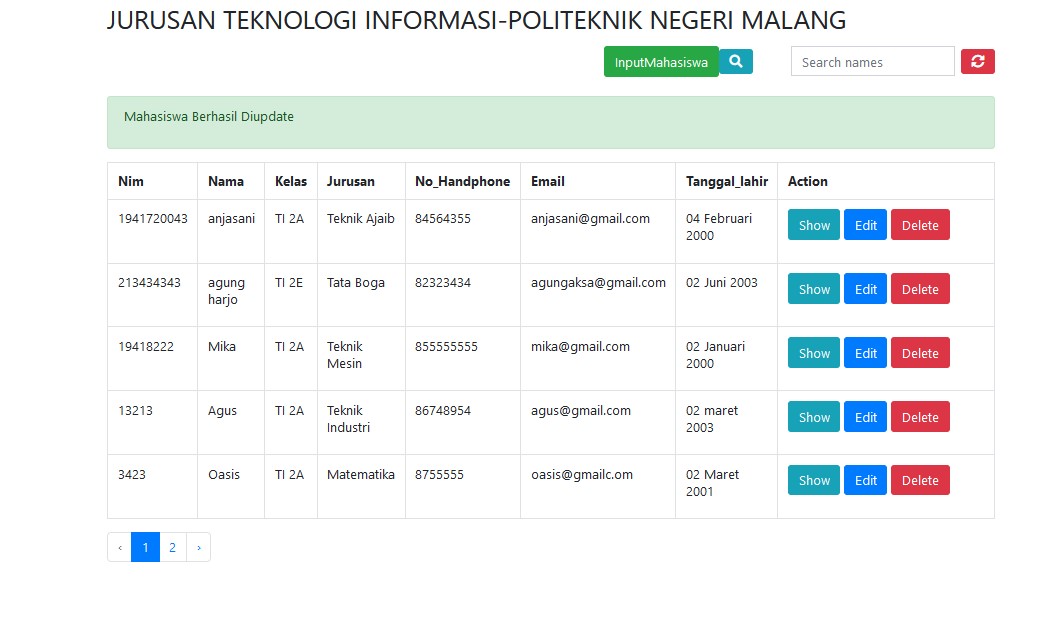 JURUSAN TEKNOLOGI INFORMASI-POLITEKNIK NEGERI MALANG
InputMahasiswa Search names
Mahasiswa Berhasil Diupdate
Nim Nama Kelas Jurusan No_Handphone Email Tanggal_lahir Action
1941720043 anjasani TI 2A Teknik Ajaib 84564355 anjasani@gmail.com 04 Februari Show Edit Delete
2000
213434343 agung TI 2E Tata Boga 82323434 agungaksa@gmail.com 02 Juni 2003 Show Edit Delete
harjo
19418222 Mika TI 2A Teknik 855555555 mika@gmail.com 02 Januari Show Edit Delete
Mesin 2000
13213 Agus TI 2A Teknik 86748954 agus@gmail.com 02 maret Show Edit Delete
Industri 2003
3423 Oasis TI 2A Matematika 8755555 oasis@gmailc.om 02 Maret Show Edit Delete
2001
‹ 1 2 ›